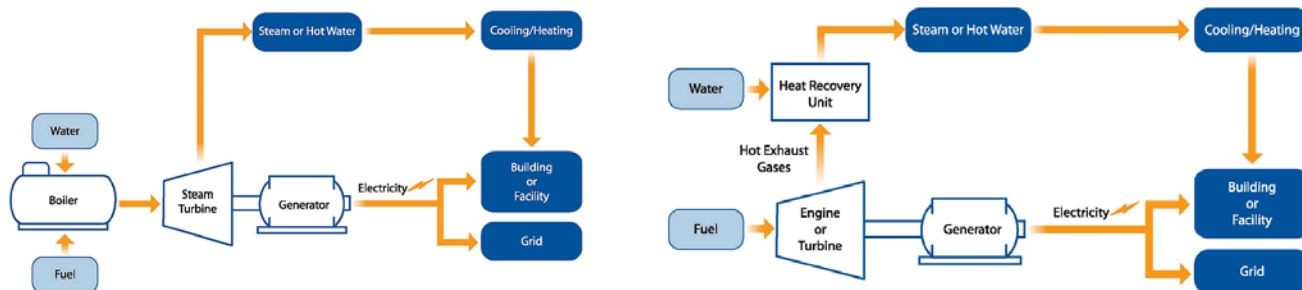 Steam or Hot Water
Cooling/Heating
Water
Boiler
Steam
Turbine
Generator
Electricity
Building
or
Facility
Grid
Fuel
Steam or Hot Water
Cooling/Heating
Water
Heat Recovery
Unit
Hot Exhaust
Gases
Fuel
Engine
or
Turbine
Generator
Electricity
Building
or
Facility
Grid